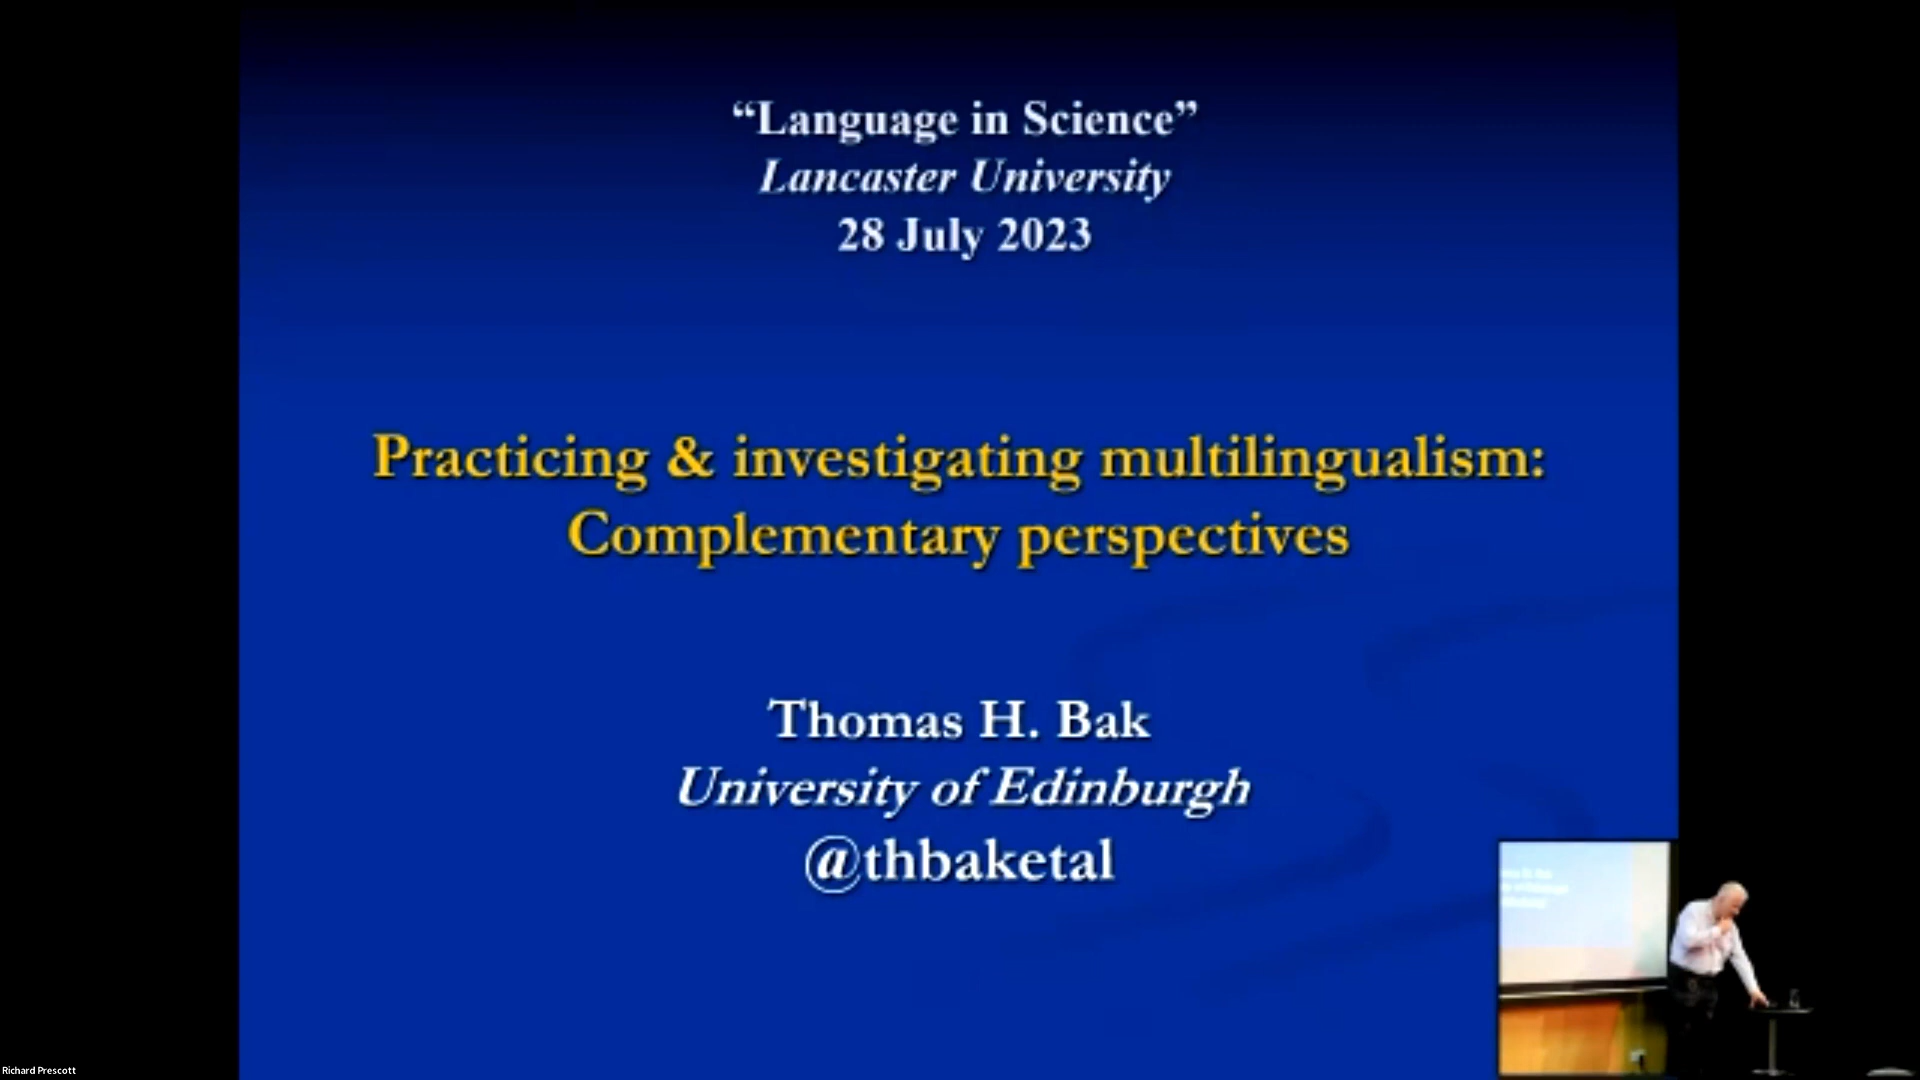 “Language in Science”
Lancaster University
28 July 2023
Practicing & investigating multilingualism:
Complementary perspectives
Thomas H. Bak
University of Edinburgh
@thbaketal
Richard Prescott